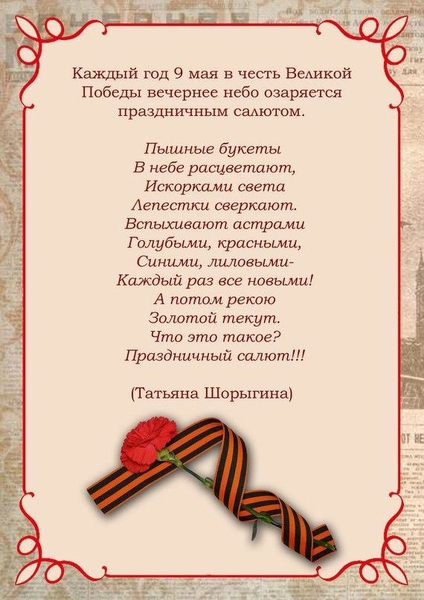 Каждый год 9 мая в честь Великой
Победы вечернее небо озаряется
праздничным салютом.
Пышные букеты
В небе расцветают,
Искорками света
Лепестки сверкают.
Вспыхивают астрами
Голубыми, красными,
Синими, лиловыми-
Каждый раз все новыми!
А потом рекою
Золотой текут.
Что это такое?
Праздничный салют!!!
(Татьяна Шорыгина)